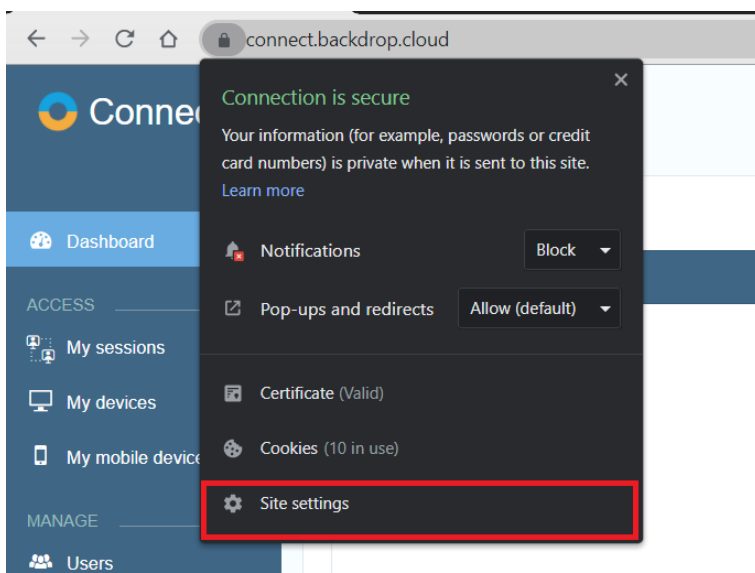 connect.backdrop.cloud
Connec
Connection is secure
Your information (for example, passwords or credit
card numbers) is private when it is sent to this site.
Learn more
Dashboard
Notifications
Block
ACCESS
Pop-ups and redirects
Allow (default)
My sessions
My devices
Certificate (Valid)
My mobile device
Cookies (10 in use)
Site settings
MANAGE
Users